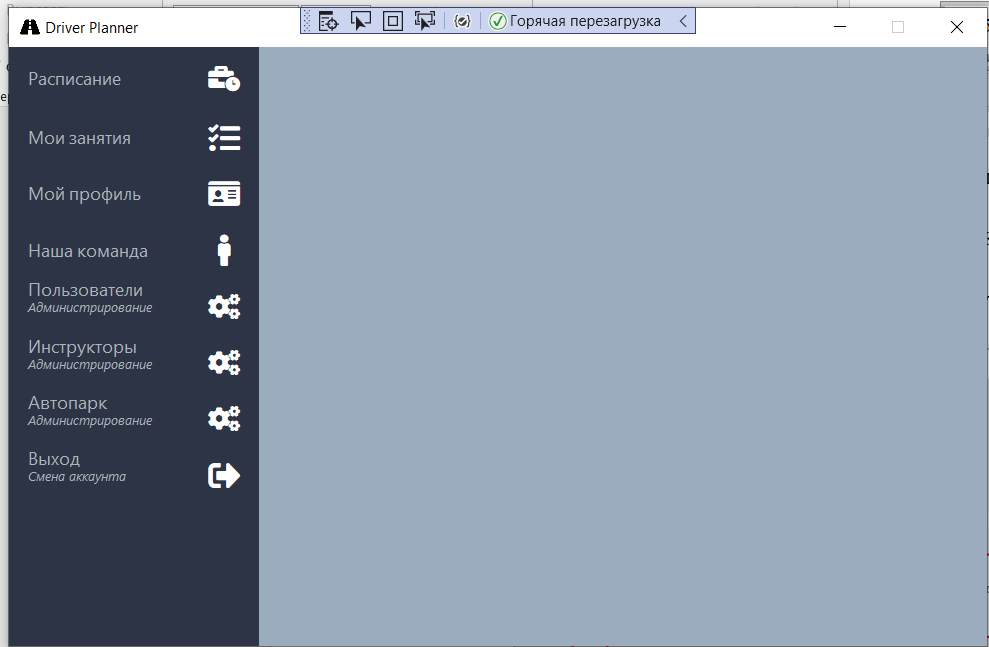 Driver Planner
Горячая перезагрузка
Расписание
Мои занятия
Мой профиль
Наша команда
Пользователи
Администрирование
Инструкторы
Администрирование
Автопарк
Администрирование
Выход
Смена аккаунта